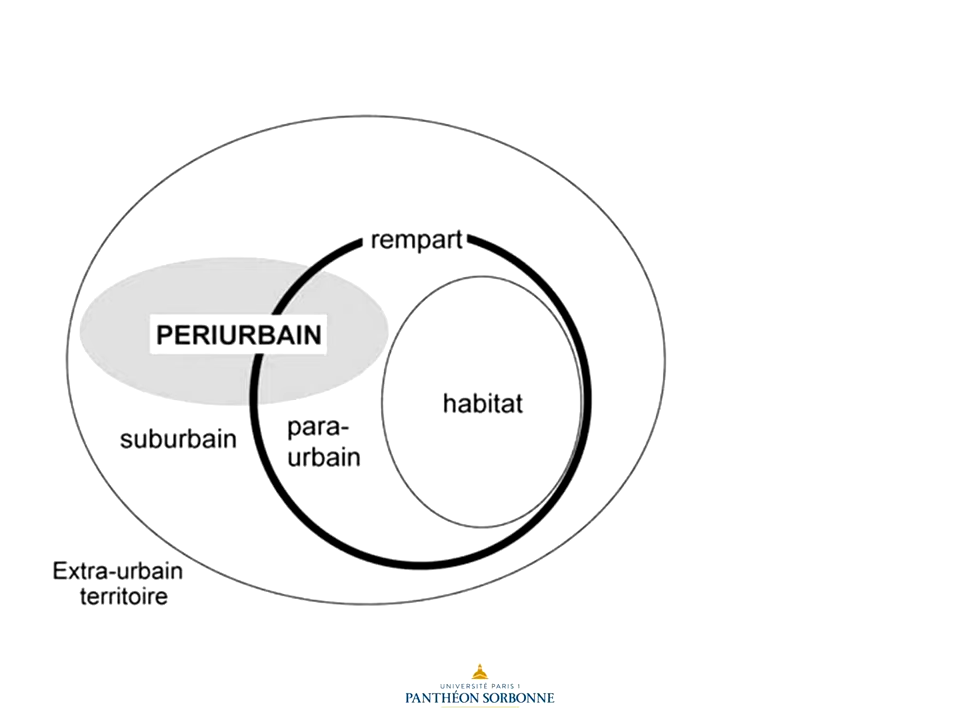 rempart
PERIURBAIN
habitat
suburbain
para-
urbain
Extra-urbain
territoire
UNIVERSITÉ PARIS 1
PANTHÉON SORBONNE